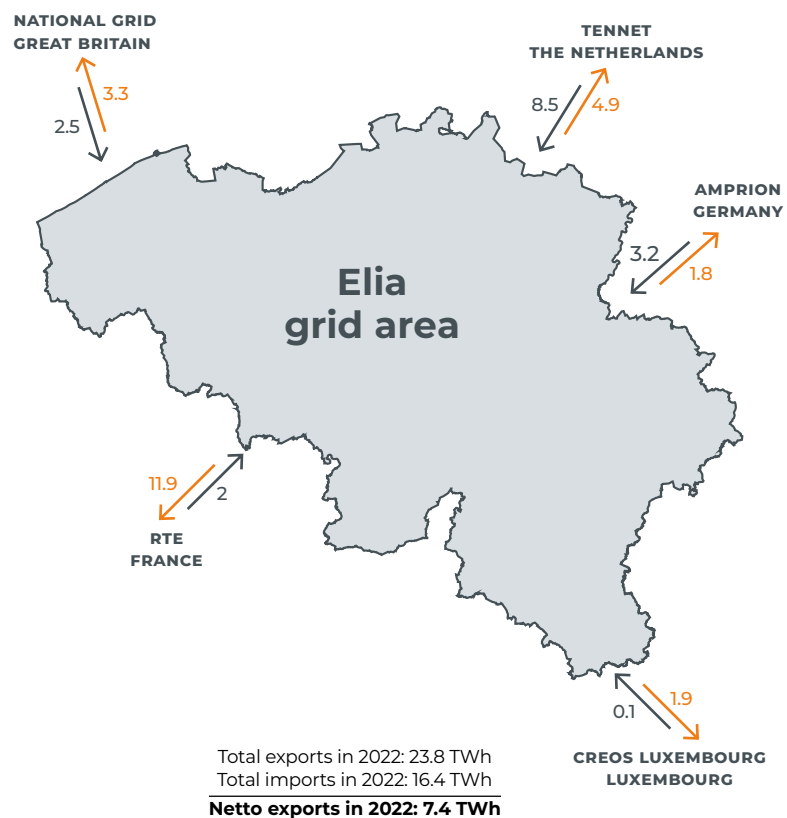 NATIONAL GRID
GREAT BRITAIN
3.3
2.5
TENNET
THE NETHERLANDS
8.5
4.9
AMPRION
GERMANY
3.2
1.8
Elia
grid area
11.9
2
RTE
FRANCE
1.9
0.1
CREOS LUXEMBOURG
LUXEMBOURG
Total exports in 2022: 23.8 TWh
Total imports in 2022: 16.4 TWh
Netto exports in 2022: 7.4 TWh